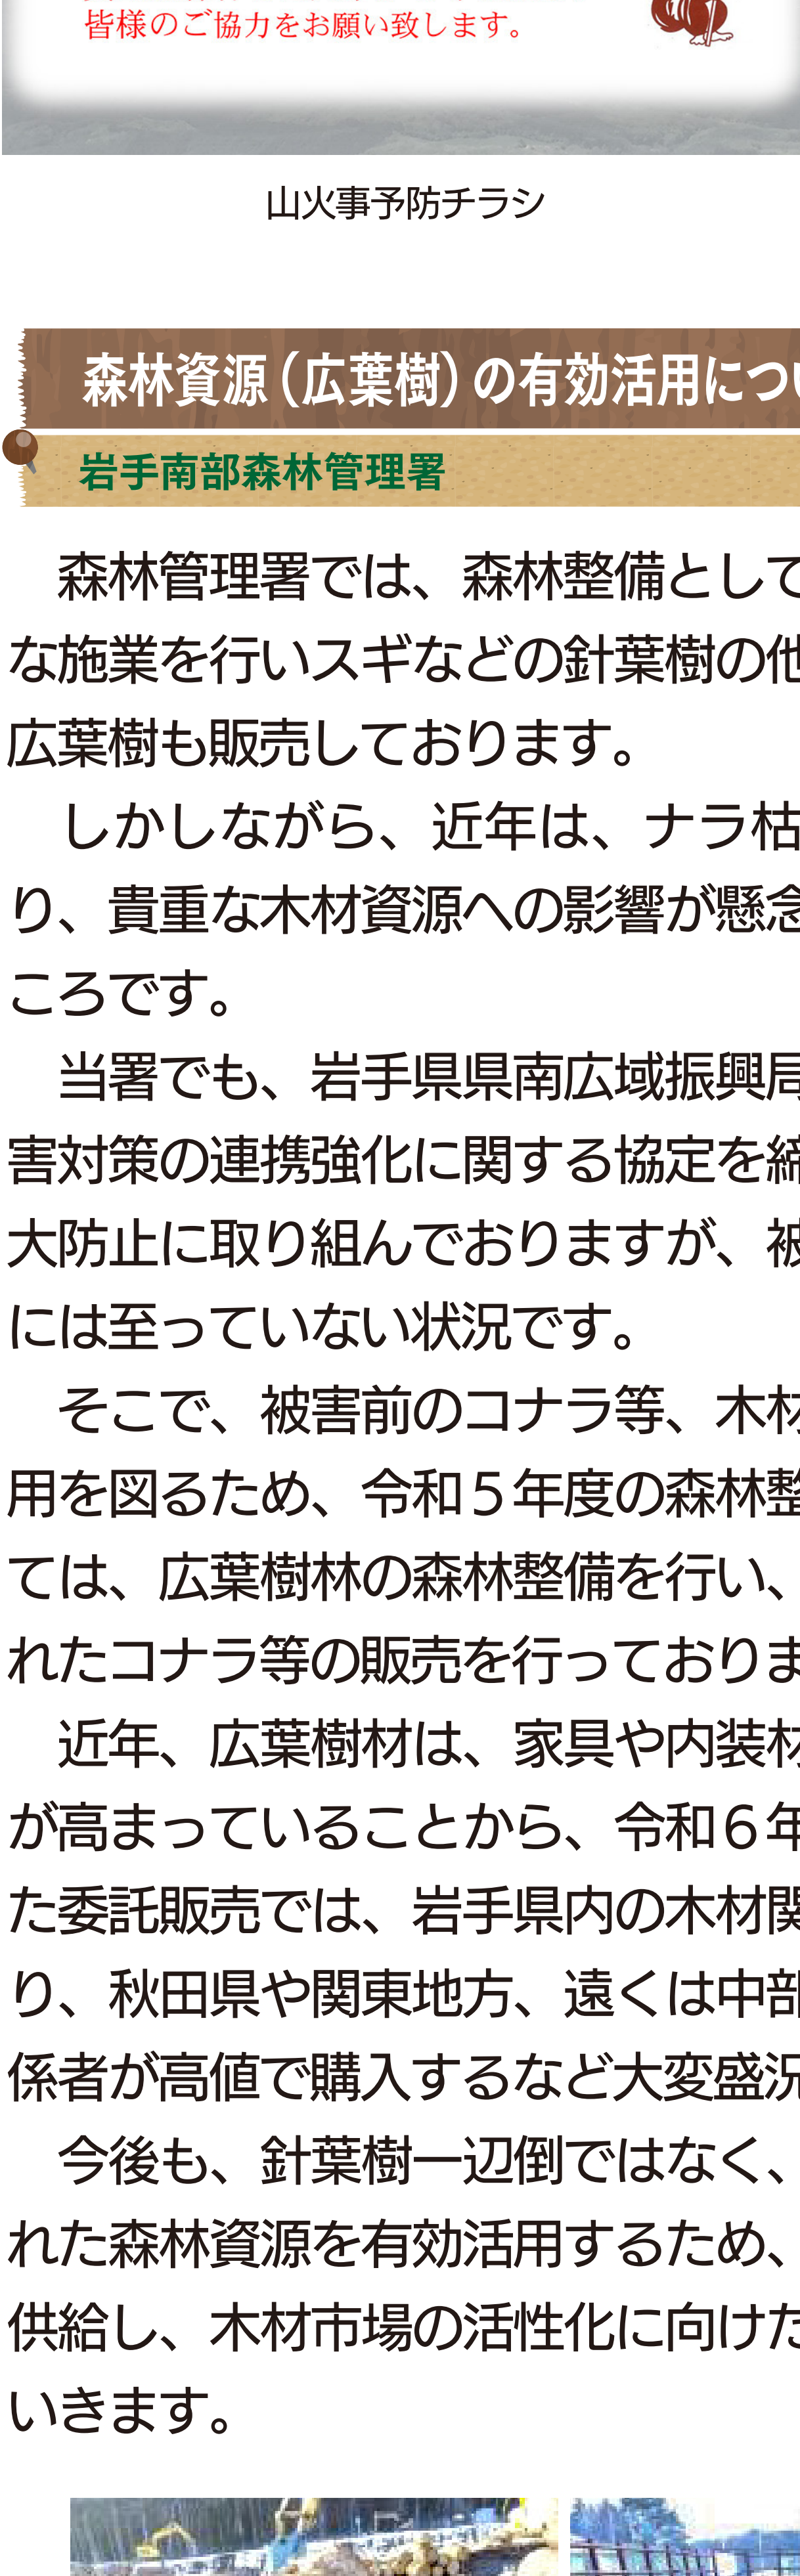 皆様のご協力をお願い致します。
山火事予防チラシ
森林資源（広葉樹）の有効活用につ
岩手南部森林管理署
森林管理署では、森林整備として
な施業を行いスギなどの針葉樹の他
広葉樹も販売しております。
しかしながら、近年は、ナラ枯
り、貴重な木材資源への影響が懸念
ころです。
当署でも、岩手県県南広域振興局
害対策の連携強化に関する協定を締
大防止に取り組んでおりますが、被
には至っていない状況です。
そこで、被害前のコナラ等、木材
用を図るため、令和５年度の森林整
ては、広葉樹林の森林整備を行い、
れたコナラ等の販売を行っておりま
近年、広葉樹材は、家具や内装材
が高まっていることから、令和６年
た委託販売では、岩手県内の木材関
り、秋田県や関東地方、遠くは中部
係者が高値で購入するなど大変盛況
今後も、針葉樹一辺倒ではなく、
れた森林資源を有効活用するため、
供給し、木材市場の活性化に向けた
いきます。